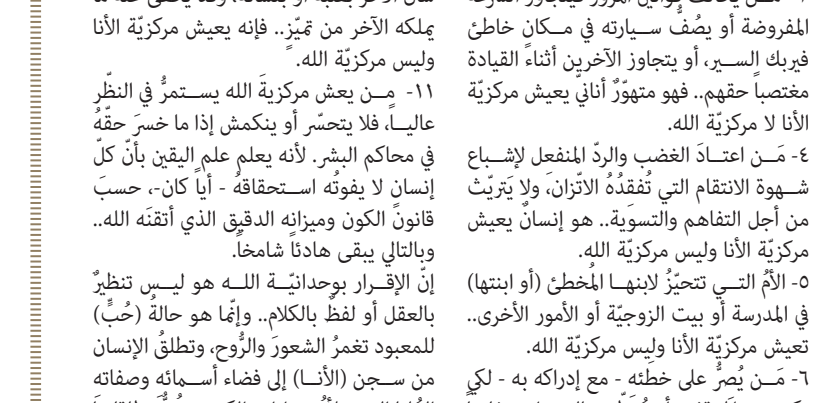 المفروضة أو يصُفُّ سيارته في مكان خاطئ
فيربك السير، أو يتجاوز الآخرين أثناء القيادة
مغتصباً حقهم.. فهو متهوّرٌ أنانيّ يعيش مركزيّة
الأنا لا مركزيّة الله.
٤- مَن اعتادَ الغضب والردّ المنفعل لإشباع
شهوة الانتقام التي تُفقدُهُ الاتّزان، ولا يَتريّث
من أجل التفاهم والتسوَية.. هو إنسانٌ يعيش
مركزيّة الأنا وليس مركزيّة الله.
٥- الأمُ التي تتحيّزُ لابنها المُخطئ (أو ابنتها)
في المدرسة أو بيت الزوجيّة أو الأمور الأخرى..
تعيش مركزيّة الأنا وليس مركزيّة الله.
٦- مَن يُصرُّ على خطئه - مع إدراكه به - لكي
يملكه الآخر من تميّزٍ.. فإنه يعيش مركزيّة الأنا
وليس مركزيّة الله.
١١- مِن يعش مركزيةَ الله يستمرُّ في النظّر
عالياً، فلا يتحسّر أو ينكمش إذا ما خسرَ حقّهُ
في محاكم البشر. لأنه يعلم علم اليقين بأنّ كلّ
إنسانٍ لا يفوتُه استحقاقهُ - أياً كان-، حسبَ
قانونَ الكون وميزانِه الدقيق الذي أتقنَه الله..
وبالتالي يبقى هادئاً شامخاً.
إنّ الإقرار بوحدانيّة الله هو ليس تنظيرٌ
بالعقل أو لفظٌ بالكلام.. وإنّما هو حالةُ (حُبٍّ)
للمعبود تغمرُ الشعورَ والرُّوح، وتطلقُ الإنسان
من سجن (الأنا) إلى فضاء أسمائه وصفاته